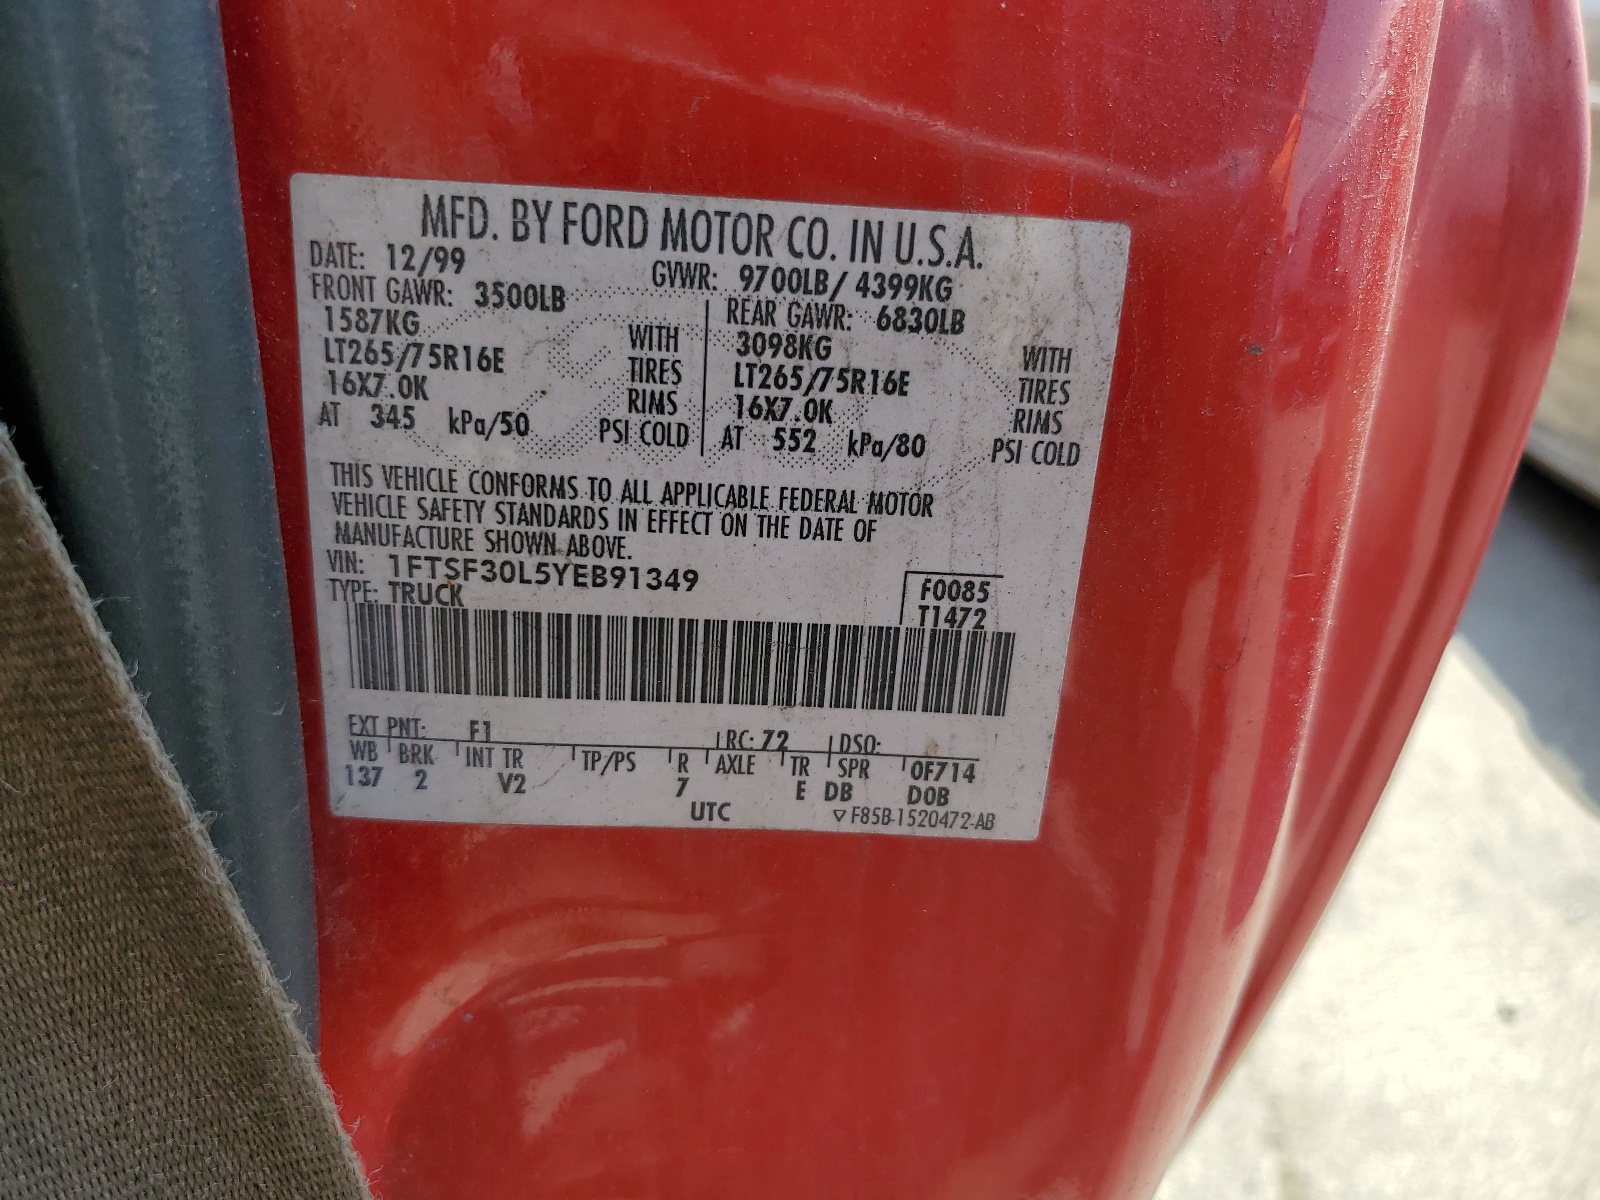 MFD. BY FORD MOTOR CO. IN U.S.A.
DATE: 12/99 GVWR: 9700LB/ 4399KG
FRONT GAWR: 3500LB REAR GAWR: 6830LB
1587KG WITH 3098KG WITH
LT265/75R16E TIRES LT265/75R16E TIRES
16X7.0K RIMS 16X7.0K RIMS
AT 345 kPa/50 PSI COLD AT 552 kPa/80 PSI COLD
THIS VEHICLE CONFORMS TO ALL APPLICABLE FEDERAL MOTOR
VEHICLE SAFETY STANDARDS IN EFFECT ON THE DATE OF
MANUFACTURE SHOWN ABOVE.
VIN: 1FTSF30L5YEB91349 F0085
TYPE: TRUCK T1472
EXT PNT: F1 RC: 72 DSO:
WB BRK INT TR TP/PS R AXLE TR SPR 0F714
137 2 V2 7 E DB D0B
UTC ▽ F85B-1520472-AB